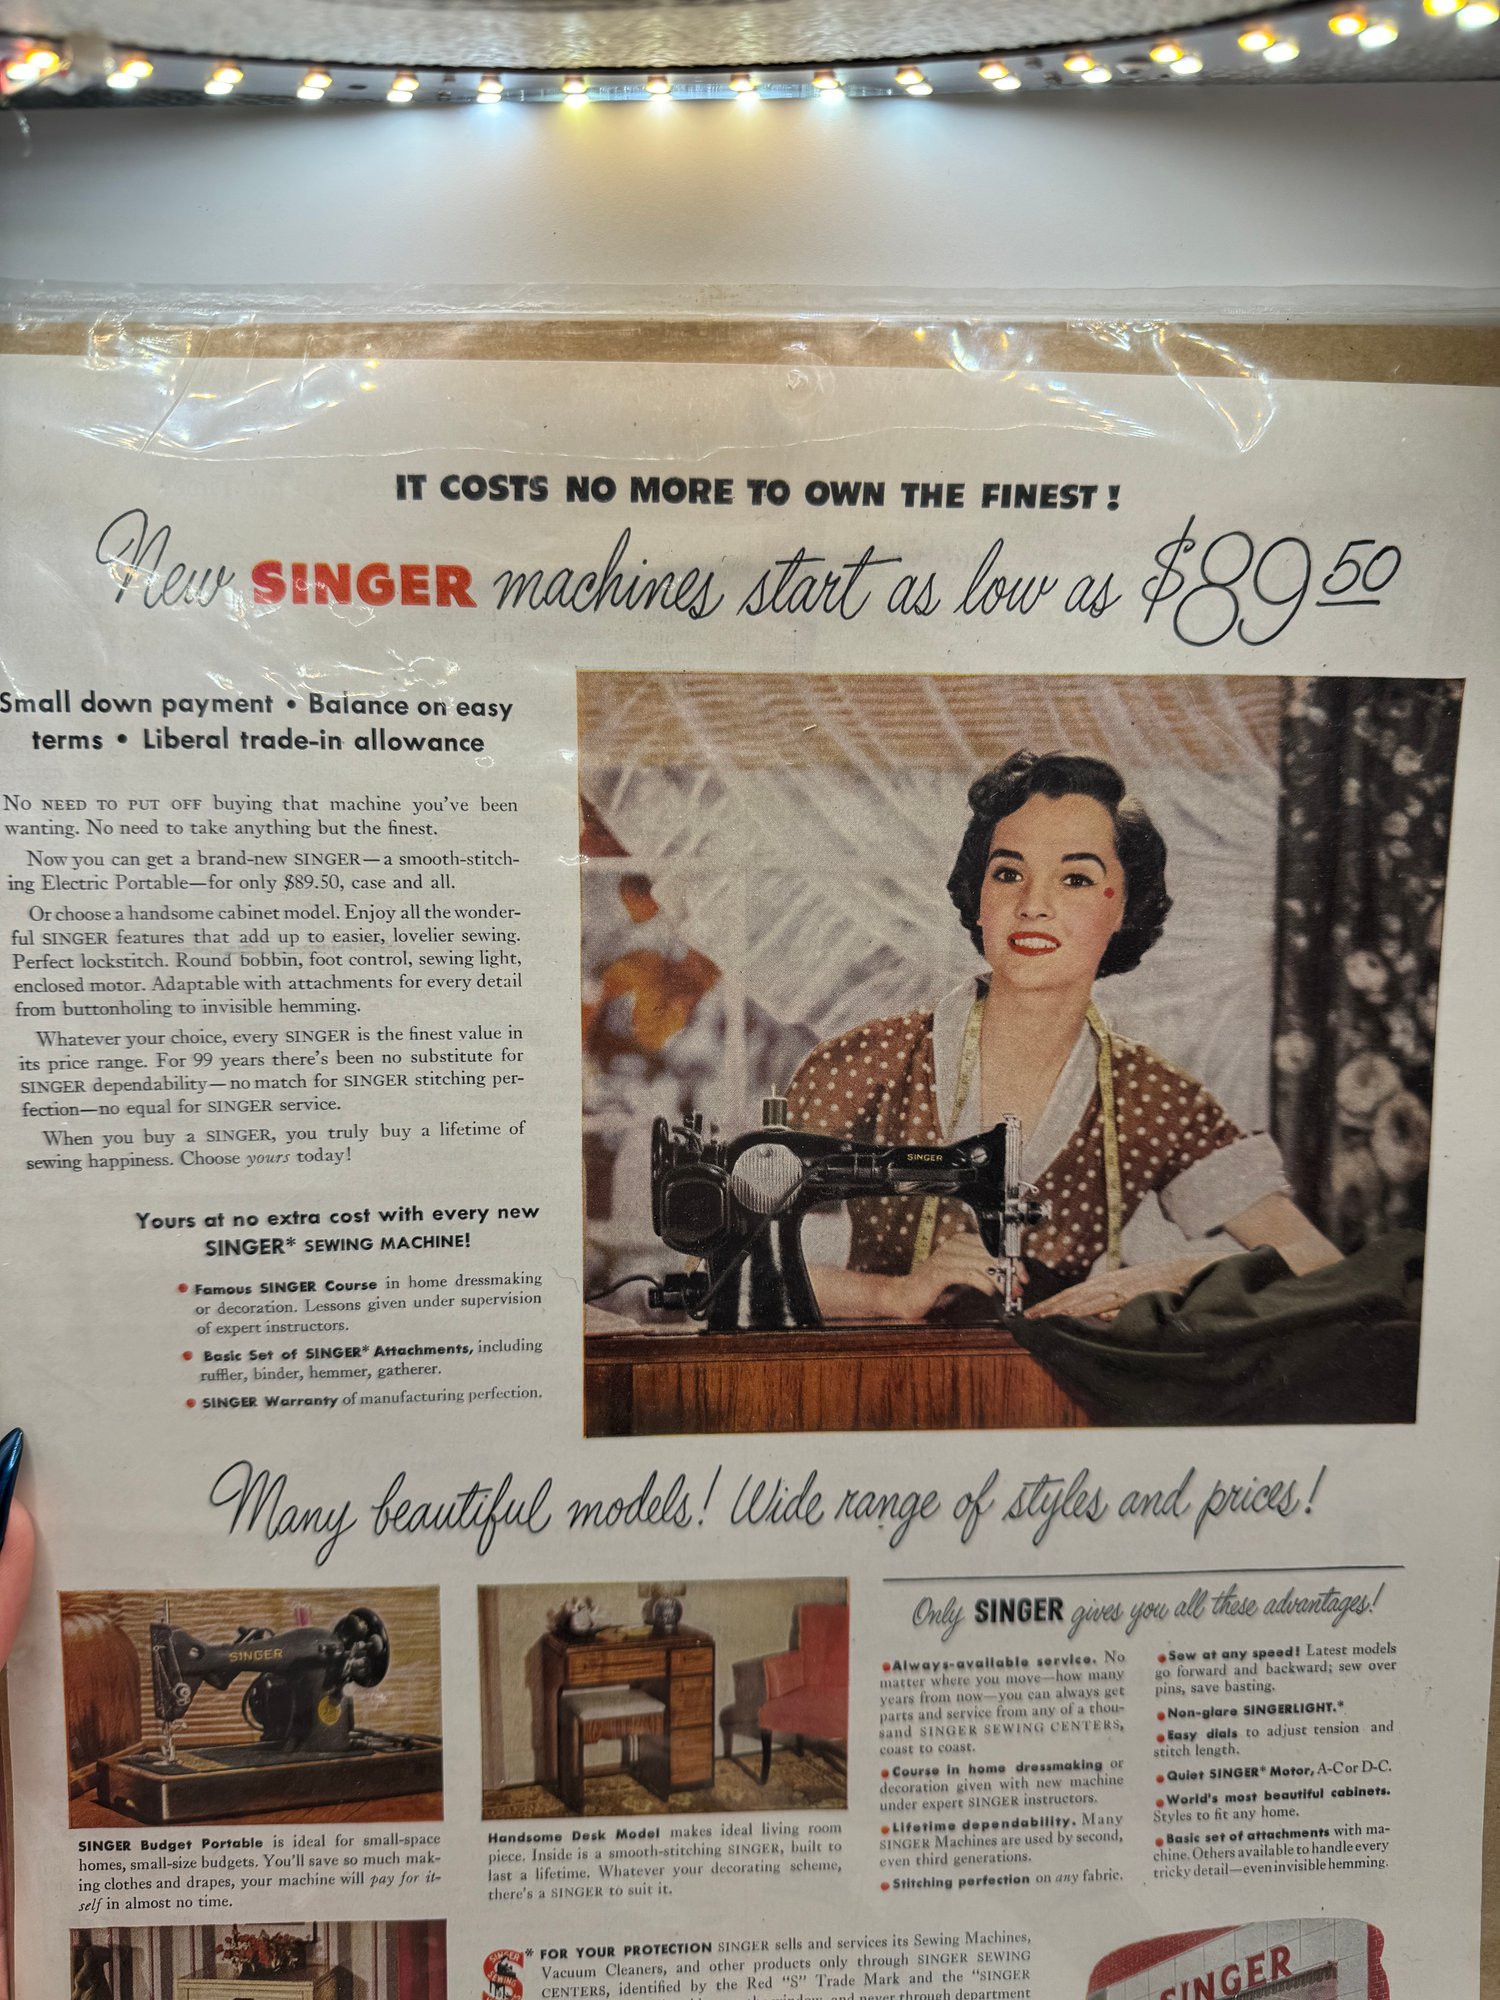 IT COSTS NO MORE TO OWN THE FINEST!
New SINGER machines start as low as $89.50
Small down payment • Balance on easy
terms • Liberal trade-in allowance
NO NEED TO PUT OFF buying that machine you've been
wanting. No need to take anything but the finest.
Now you can get a brand-new SINGER—a smooth-stitch-
ing Electric Portable—for only $89.50, case and all.
Or choose a handsome cabinet model. Enjoy all the wonder-
ful SINGER features that add up to easier, lovelier sewing.
Perfect lockstitch. Round bobbin, foot control, sewing light,
enclosed motor. Adaptable with attachments for every detail
from buttonholing to invisible hemming.
Whatever your choice, every SINGER is the finest value in
its price range. For 99 years there's been no substitute for
SINGER dependability—no match for SINGER stitching per-
fection—no equal for SINGER service.
When you buy a SINGER, you truly buy a lifetime of
sewing happiness. Choose yours today!
Yours at no extra cost with every new
SINGER* SEWING MACHINE!
• Famous SINGER Course in home dressmaking
or decoration. Lessons given under supervision
of expert instructors.
• Basic Set of SINGER* Attachments, including
ruffler, binder, hemmer, gatherer.
• SINGER Warranty of manufacturing perfection.
SINGER
Many beautiful models! Wide range of styles and prices!
SINGER
SINGER Budget Portable is ideal for small-space
homes, small-size budgets. You'll save so much mak-
ing clothes and drapes, your machine will pay for it-
self in almost no time.
Handsome Desk Model makes ideal living room
piece. Inside is a smooth-stitching SINGER, built to
last a lifetime. Whatever your decorating scheme,
there's a SINGER to suit it.
Only SINGER gives you all these advantages!
• Always-available service. No
matter where you move—how many
years from now—you can always get
parts and service from any of a thou-
sand SINGER SEWING CENTERS,
coast to coast.
• Course in home dressmaking or
decoration given with new machine
under expert SINGER instructors.
• Lifetime dependability. Many
SINGER Machines are used by second,
even third generations.
• Stitching perfection on any fabric.
• Sew at any speed! Latest models
go forward and backward; sew over
pins, save basting.
• Non-glare SINGERLIGHT.*
• Easy dials to adjust tension and
stitch length.
• Quiet SINGER* Motor, A-C or D-C.
• World's most beautiful cabinets.
Styles to fit any home.
• Basic set of attachments with ma-
chine. Others available to handle every
tricky detail—even invisible hemming.
SINGER
SEWING
* FOR YOUR PROTECTION SINGER sells and services its Sewing Machines,
Vacuum Cleaners, and other products only through SINGER SEWING
CENTERS, identified by the Red "S" Trade Mark and the "SINGER
window, and never through department
SINGER